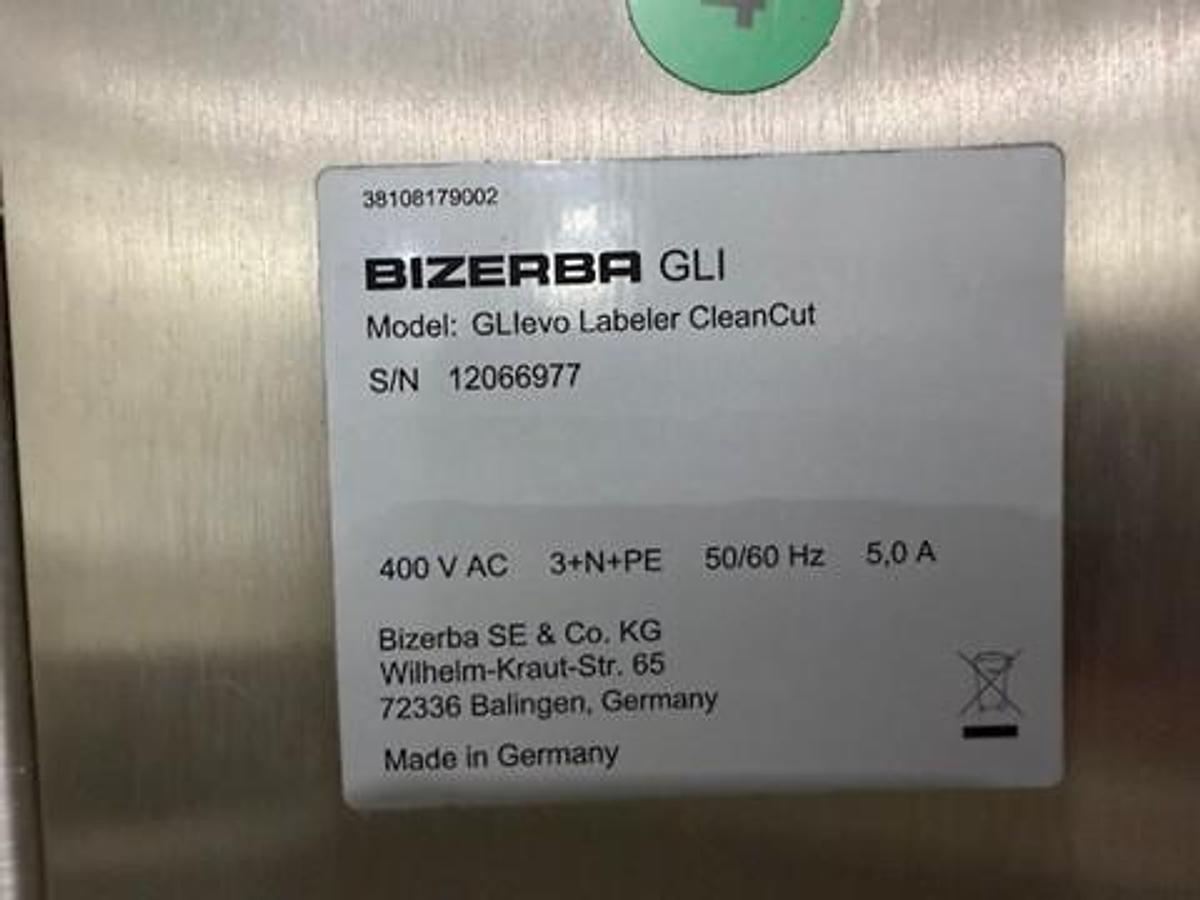 4
38108179002
BIZERBA GLI
Model: GLIevo Labeler CleanCut
S/N 12066977
400 V AC 3+N+PE 50/60 Hz 5,0 A
Bizerba SE & Co. KG
Wilhelm-Kraut-Str. 65
72336 Balingen, Germany
Made in Germany